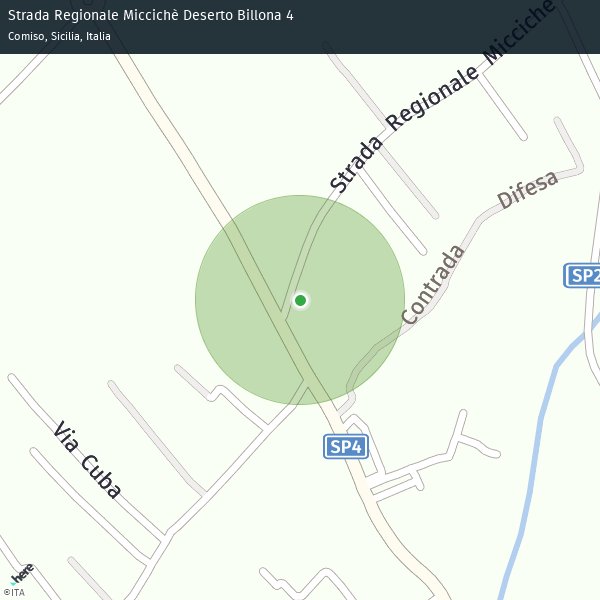 Strada Regionale Miccichè Deserto Billona 4
Comiso, Sicilia, Italia
Strada Regionale Micciche
Difesa
Contrada
SP2
SP4
Via Cuba
here
©ITA